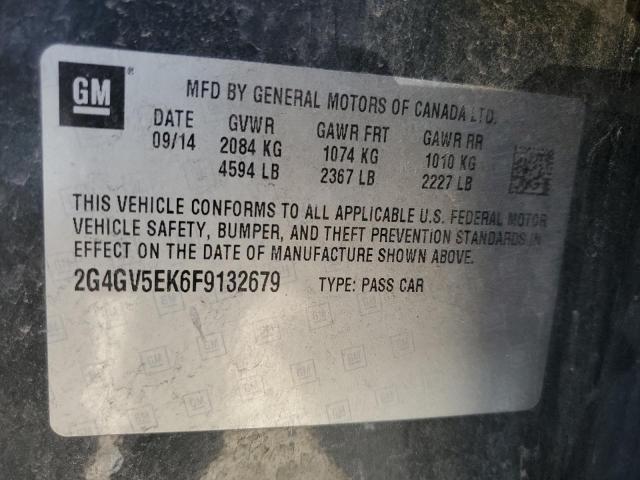 GM ®
MFD BY GENERAL MOTORS OF CANADA LTD.
DATE GVWR GAWR FRT GAWR RR
09/14 2084 KG 1074 KG 1010 KG
4594 LB 2367 LB 2227 LB
THIS VEHICLE CONFORMS TO ALL APPLICABLE U.S. FEDERAL MOTOR
VEHICLE SAFETY, BUMPER, AND THEFT PREVENTION STANDARDS IN
EFFECT ON THE DATE OF MANUFACTURE SHOWN ABOVE.
2G4GV5EK6F9132679 TYPE: PASS CAR